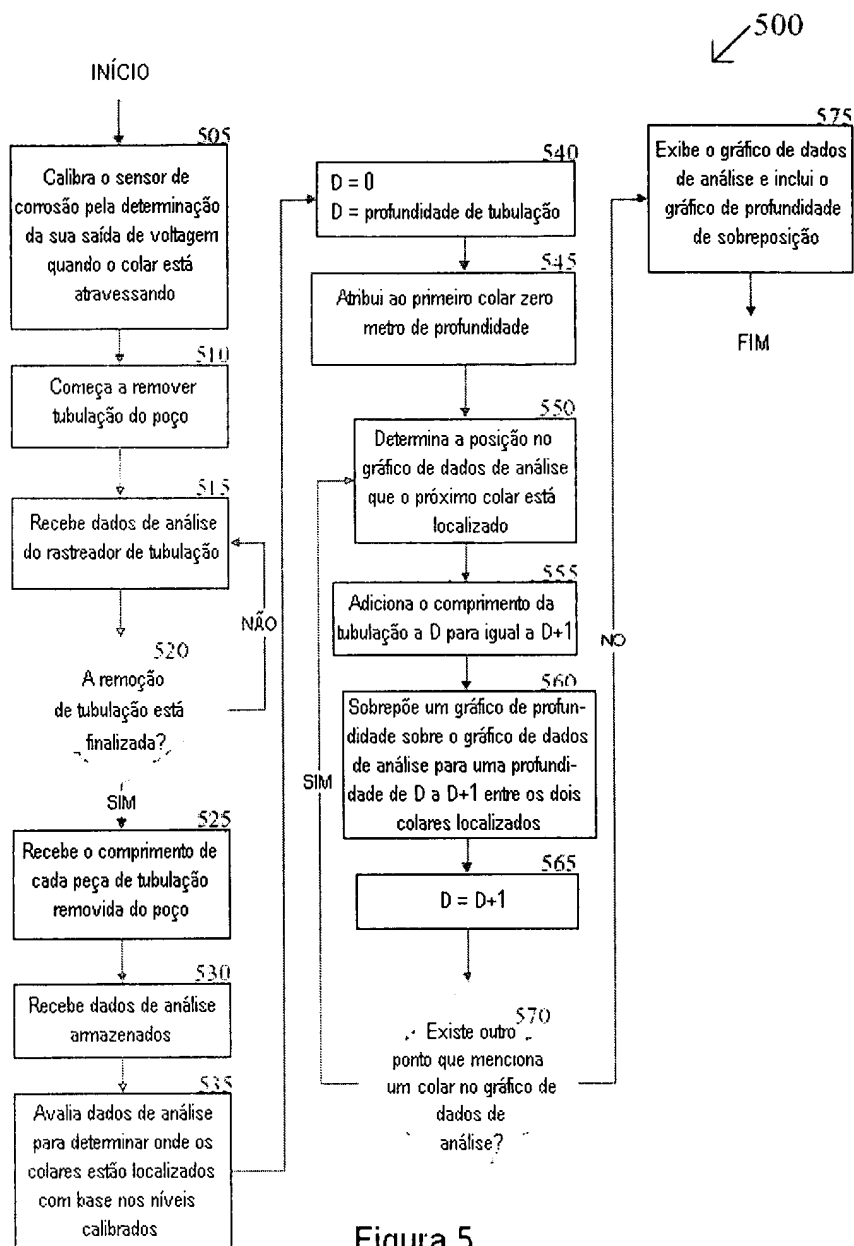 500
INÍCIO
505
Calibra o sensor de
corrosão pela determinação
da sua saída de voltagem
quando o colar está
atravessando
510
Começa a remover
tubulação do poço
515
Recebe dados de análise
do rastreador de tubulação
NÃO
520
A remoção
de tubulação está
finalizada?
SIM
525
Recebe o comprimento de
cada peça de tubulação
removida do poço
530
Recebe dados de análise
armazenados
535
Avalia dados de análise
para determinar onde os
colares estão localizados
com base nos níveis
calibrados
540
D = 0
D = profundidade de tubulação
545
Atribui ao primeiro colar zero
metro de profundidade
550
Determina a posição no
gráfico de dados de análise
que o próximo colar está
localizado
555
Adiciona o comprimento da
tubulação a D para igual a D+1
560
Sobrepõe um gráfico de profun-
didade sobre o gráfico de dados
de análise para uma profundi-
dade de D a D+1 entre os dois
colares localizados
SIM
565
D = D+1
570
Existe outro
ponto que menciona
um colar no gráfico de
dados de
análise?
NO
575
Exibe o gráfico de dados
de análise e inclui o
gráfico de profundidade
de sobreposição
FIM
Figura 5